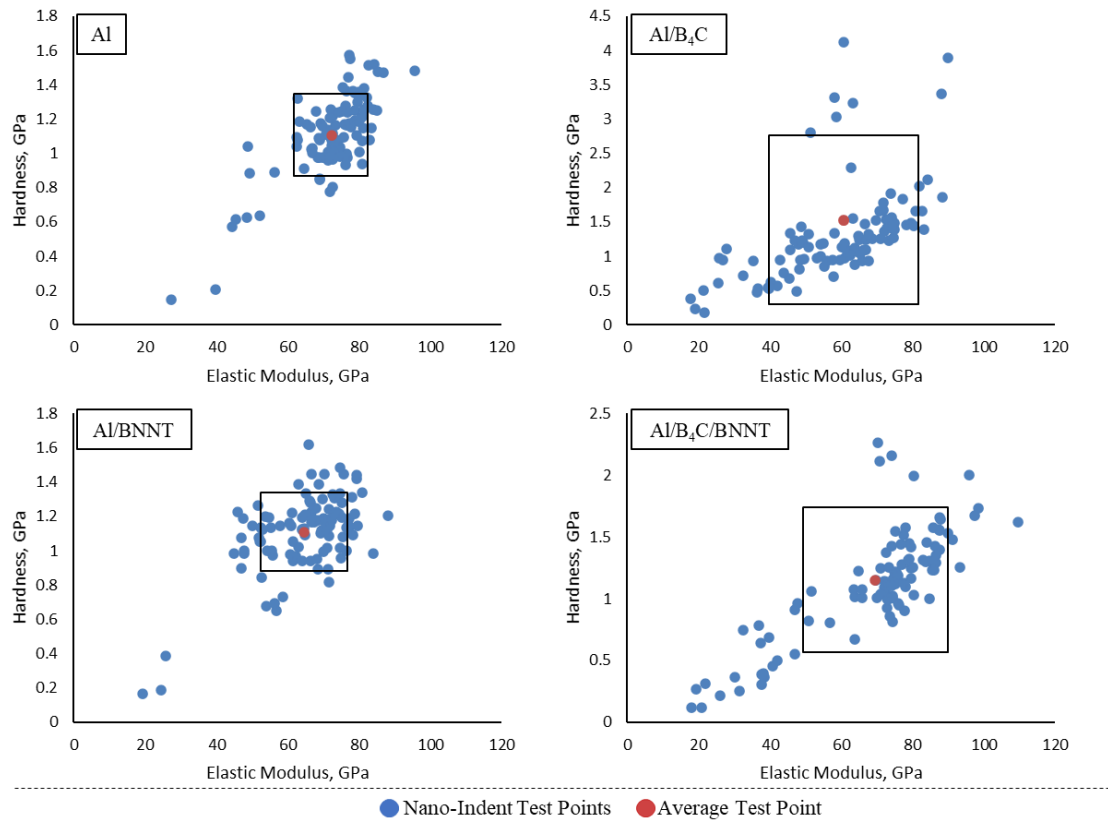 Al
1.8
1.6
1.4
1.2
1
0.8
0.6
0.4
0.2
0
Hardness, GPa
0 20 40 60 80 100 120
Elastic Modulus, GPa
Al/B₄C
4.5
4
3.5
3
2.5
2
1.5
1
0.5
0
Hardness, GPa
0 20 40 60 80 100 120
Elastic Modulus, GPa
Al/BNNT
1.8
1.6
1.4
1.2
1
0.8
0.6
0.4
0.2
0
Hardness, GPa
0 20 40 60 80 100 120
Elastic Modulus, GPa
Al/B₄C/BNNT
2.5
2
1.5
1
0.5
0
Hardness, GPa
0 20 40 60 80 100 120
Elastic Modulus, GPa
Nano-Indent Test Points Average Test Point